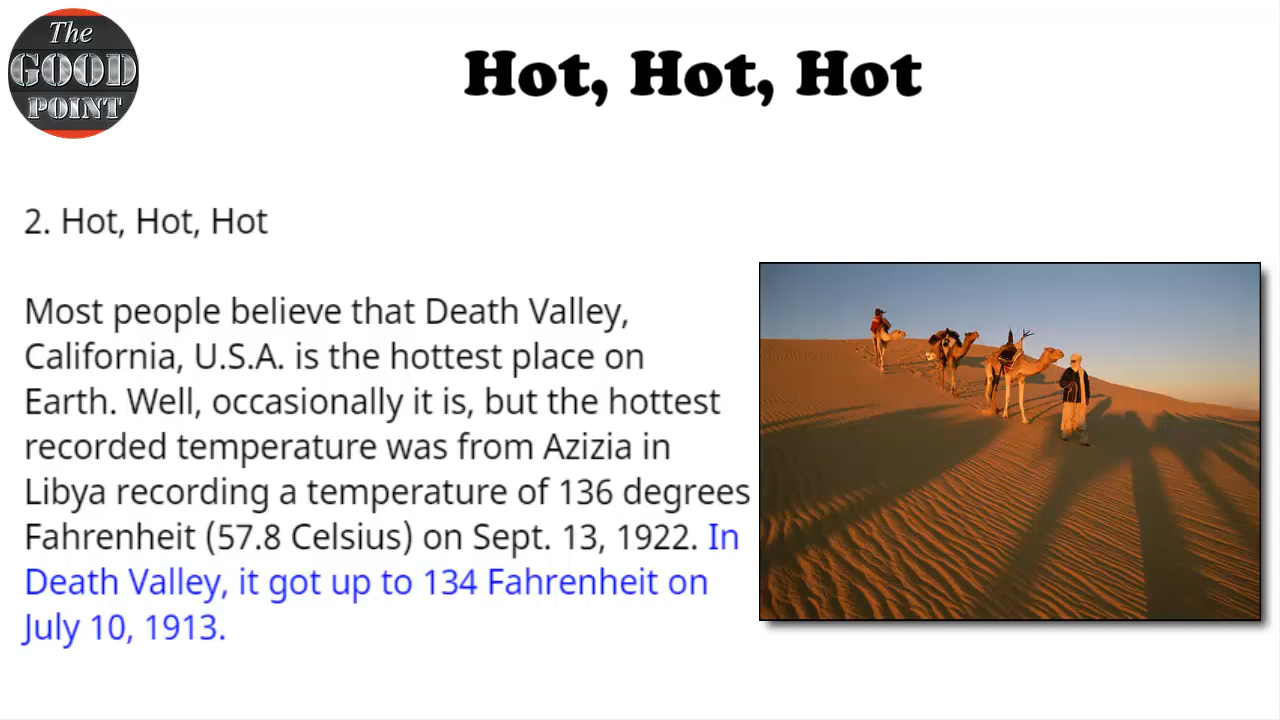 The
GOOD
POINT
Hot, Hot, Hot
2. Hot, Hot, Hot
Most people believe that Death Valley,
California, U.S.A. is the hottest place on
Earth. Well, occasionally it is, but the hottest
recorded temperature was from Azizia in
Libya recording a temperature of 136 degrees
Fahrenheit (57.8 Celsius) on Sept. 13, 1922. In
Death Valley, it got up to 134 Fahrenheit on
July 10, 1913.